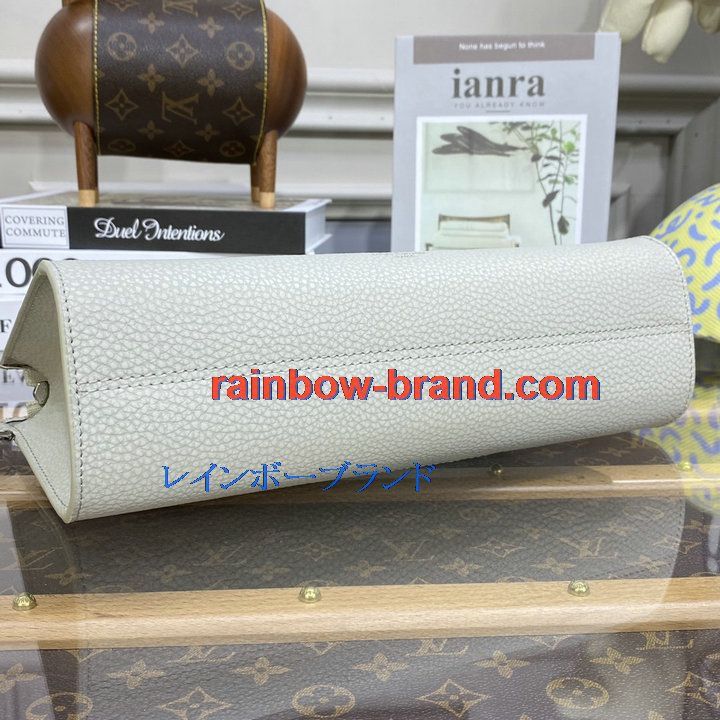 None has begun to think
ianra
YOU ALREADY KNOWN
COVERING
COMMUTE
Duel Intentions
rainbow-brand.com
レインボーブランド